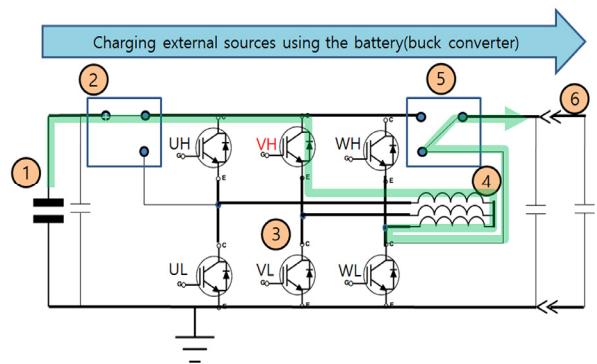 Charging external sources using the battery(buck converter)
2
5
6
UH
VH
WH
G
G
G
C
C
C
E
E
E
1
4
3
UL
VL
WL
G
G
G
C
C
C
E
E
E